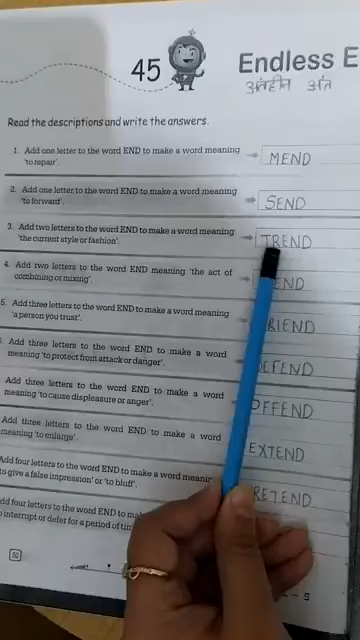 45 Endless E
अंतहीन अंत
Read the descriptions and write the answers.
1. Add one letter to the word END to make a word meaning 'to repair'. MEND
2. Add one letter to the word END to make a word meaning 'to forward'. SEND
3. Add two letters to the word END to make a word meaning 'the current style or fashion'. TREND
4. Add two letters to the word END meaning 'the act of combining or mixing'. END
5. Add three letters to the word END to make a word meaning 'a person you trust'. RIEND
Add three letters to the word END to make a word meaning 'to protect from attack or danger'. DEFEND
Add three letters to the word END to make a word meaning 'to cause displeasure or anger'. OFFEND
Add three letters to the word END to make a word meaning 'to enlarge'. EXTEND
Add four letters to the word END to make a word meaning 'to give a false impression' or 'to bluff'. RETEND
dd four letters to the word END to ma
interrupt or defer for a period of tim
50
5